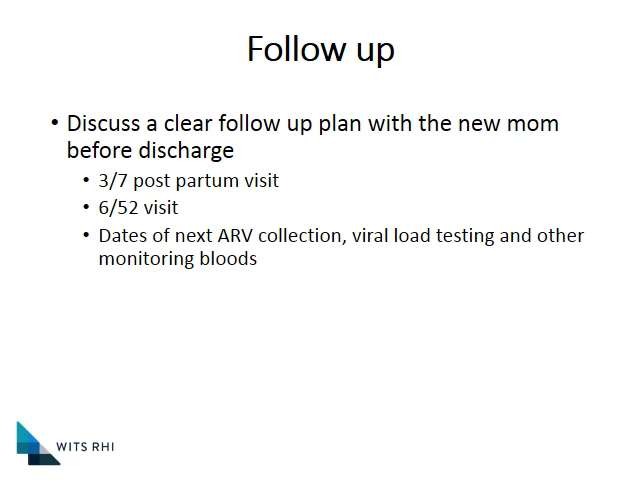 Follow up
• Discuss a clear follow up plan with the new mom
before discharge
• 3/7 post partum visit
• 6/52 visit
• Dates of next ARV collection, viral load testing and other
monitoring bloods
WITS RHI